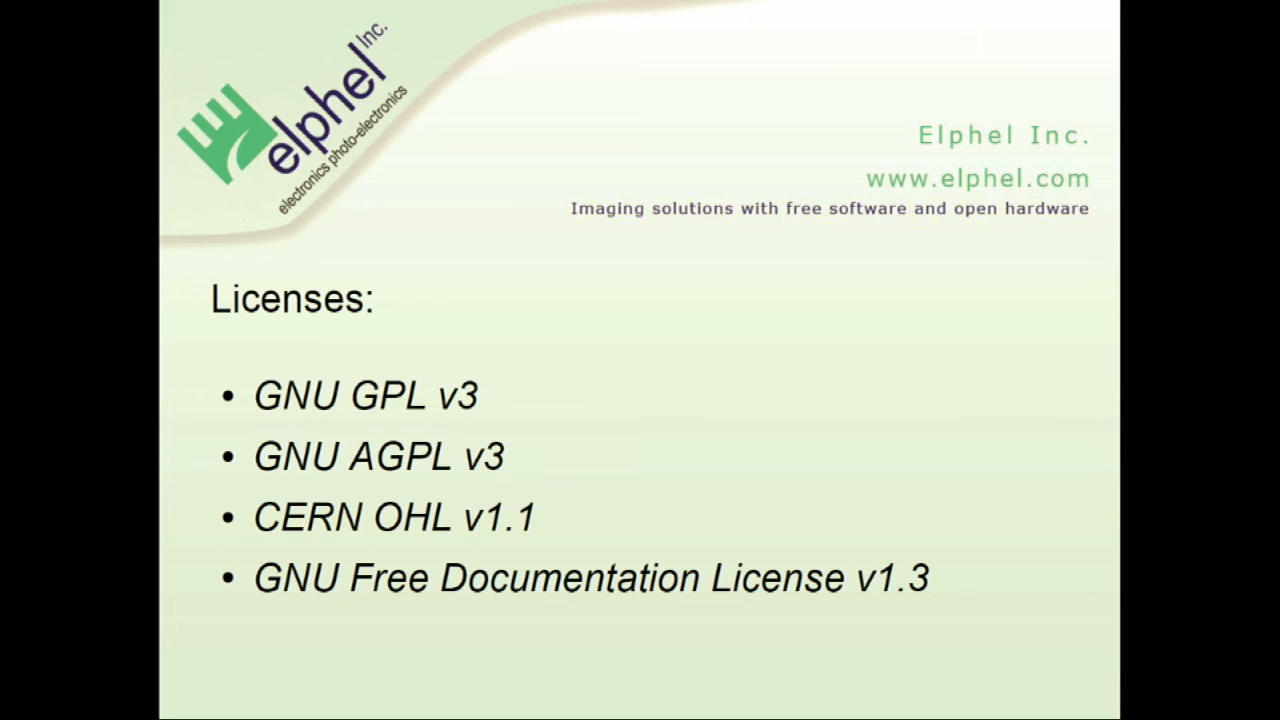 elphel Inc.
electronics photo-electronics
Elphel Inc.
www.elphel.com
Imaging solutions with free software and open hardware
Licenses:
• GNU GPL v3
• GNU AGPL v3
• CERN OHL v1.1
• GNU Free Documentation License v1.3